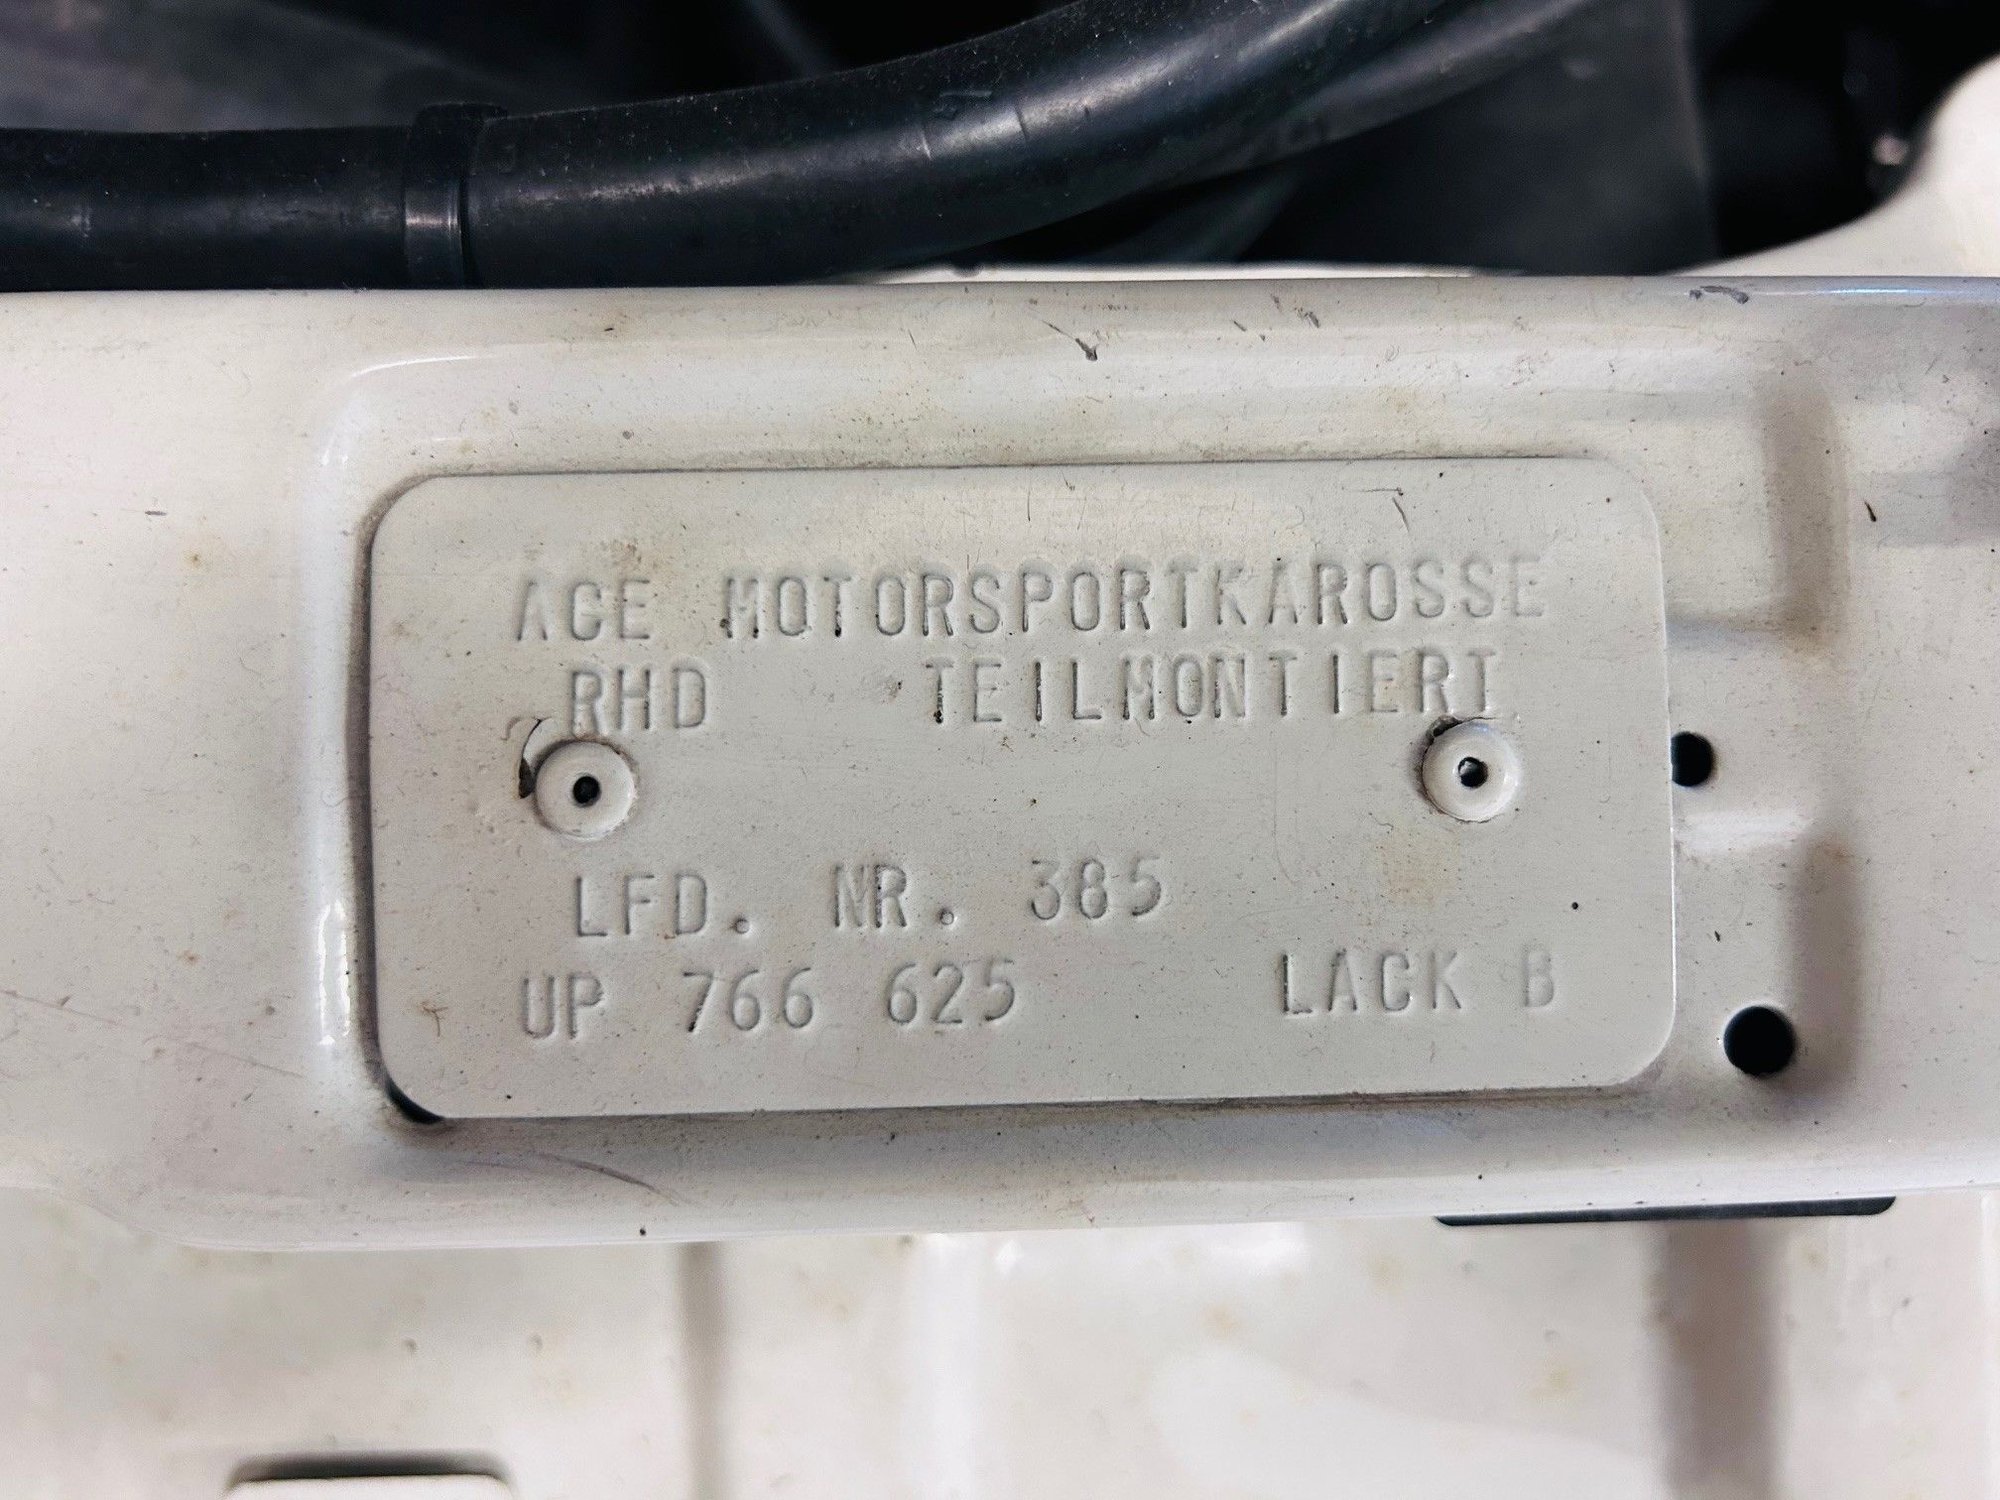 ACE MOTORSPORTKAROSSE
RHD TEILMONTIERT
LFD. NR. 385
UP 766 625 LACK B